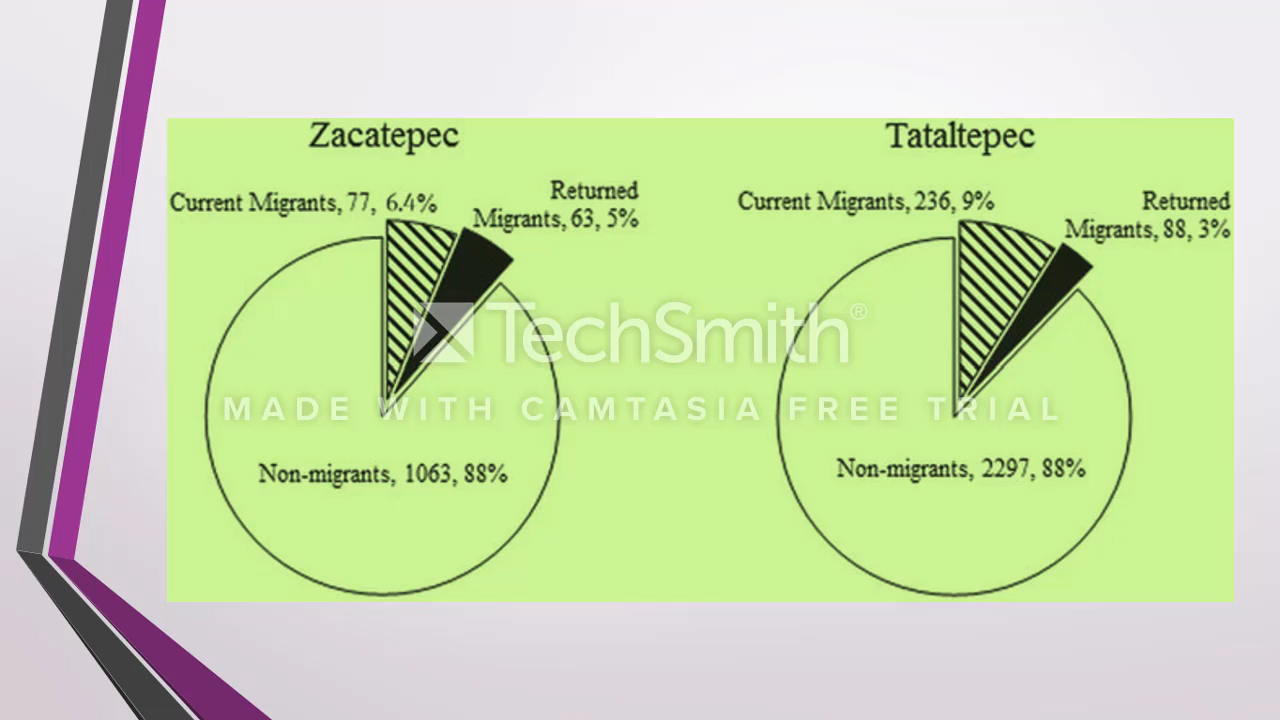 Zacatepec
Current Migrants, 77, 6.4%
Returned
Migrants, 63, 5%
Non-migrants, 1063, 88%
Tataltepec
Current Migrants, 236, 9%
Returned
Migrants, 88, 3%
Non-migrants, 2297, 88%
TechSmith®
MADE WITH CAMTASIA FREE TRIAL